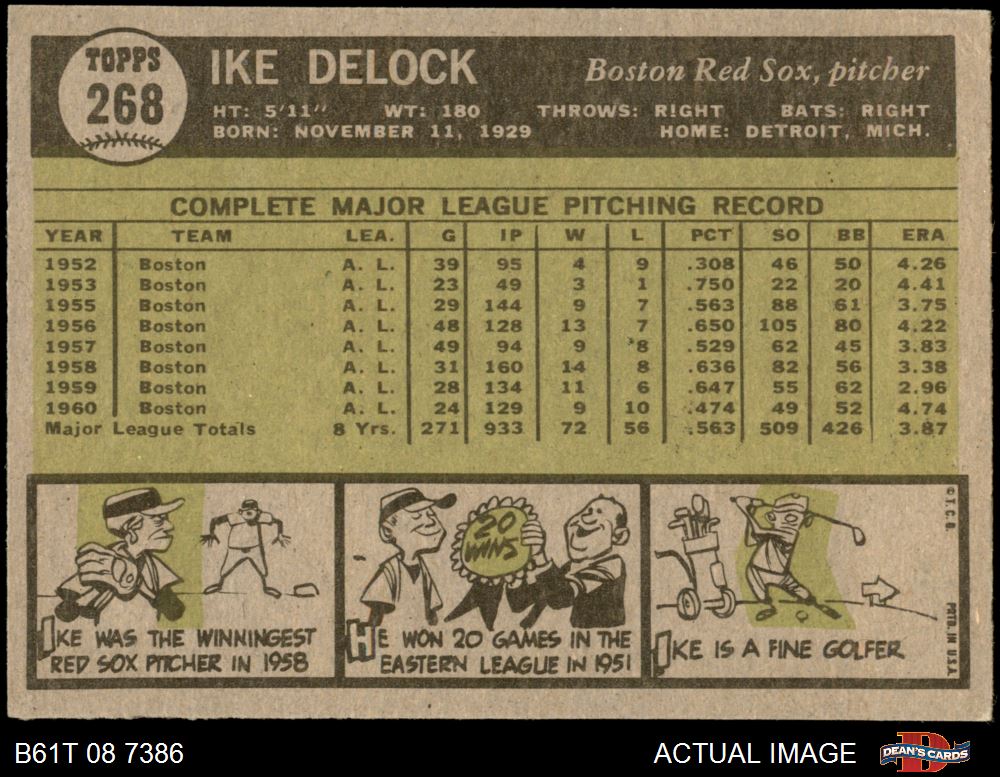 TOPPS
268
IKE DELOCK
Boston Red Sox, pitcher
HT: 5'11" WT: 180 THROWS: RIGHT BATS: RIGHT
BORN: NOVEMBER 11, 1929 HOME: DETROIT, MICH.
COMPLETE MAJOR LEAGUE PITCHING RECORD
YEAR TEAM LEA. G IP W L PCT SO BB ERA
1952 Boston A. L. 39 95 4 9 .308 46 50 4.26
1953 Boston A. L. 23 49 3 1 .750 22 20 4.41
1955 Boston A. L. 29 144 9 7 .563 88 61 3.75
1956 Boston A. L. 48 128 13 7 .650 105 80 4.22
1957 Boston A. L. 49 94 9 8 .529 62 45 3.83
1958 Boston A. L. 31 160 14 8 .636 82 56 3.38
1959 Boston A. L. 28 134 11 6 .647 55 62 2.96
1960 Boston A. L. 24 129 9 10 .474 49 52 4.74
Major League Totals 8 Yrs. 271 933 72 56 .563 509 426 3.87
IKE WAS THE WINNINGEST
RED SOX PITCHER IN 1958
20
WINS
HE WON 20 GAMES IN THE
EASTERN LEAGUE IN 1951
IKE IS A FINE GOLFER
© T. C. G.
PRTD. IN U.S.A.
B61T 08 7386
ACTUAL IMAGE
D
DEAN'S CARDS